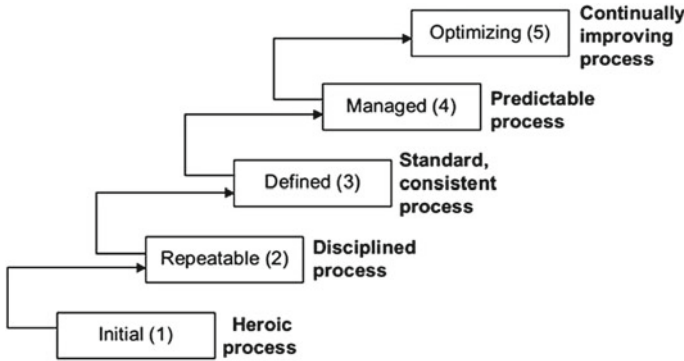 Optimizing (5)
Continually
improving
process
Managed (4)
Predictable
process
Defined (3)
Standard,
consistent
process
Repeatable (2)
Disciplined
process
Initial (1)
Heroic
process